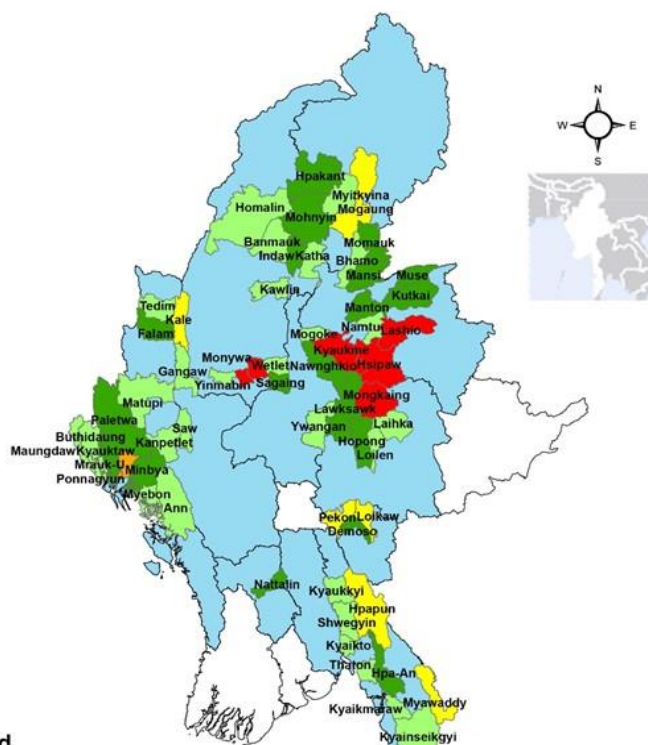 N
W E
S
Hpakant
Myitkyina
Homalin
Mogaung
Mohnyin
Banmauk
Momauk
Indaw Katha
Bhamo
Mansi
Muse
Kutkai
Kawlin
Tedim
Manton
Kale
Namtu
Lashio
Falam
Mogoke
Kyaukme
Monywa
Wetlet
Nawnghkio Hsipaw
Gangaw
Yinmabin
Sagaing
Mongkaing
Matupi
Lawksawk
Paletwa
Saw
Ywangan
Laihka
Buthidaung
Kanpetlet
Hopong
Maungdaw Kyauktaw
Loilen
Mrauk-U
Minbya
Ponnagyun
Myebon
Ann
Pekon Loikaw
Demoso
Nattalin
Kyaukkyi
Hpapun
Shwegyin
Kyaikto
Thaton
Hpa-An
Kyaikmaraw
Myawaddy
Kyainseikgyi